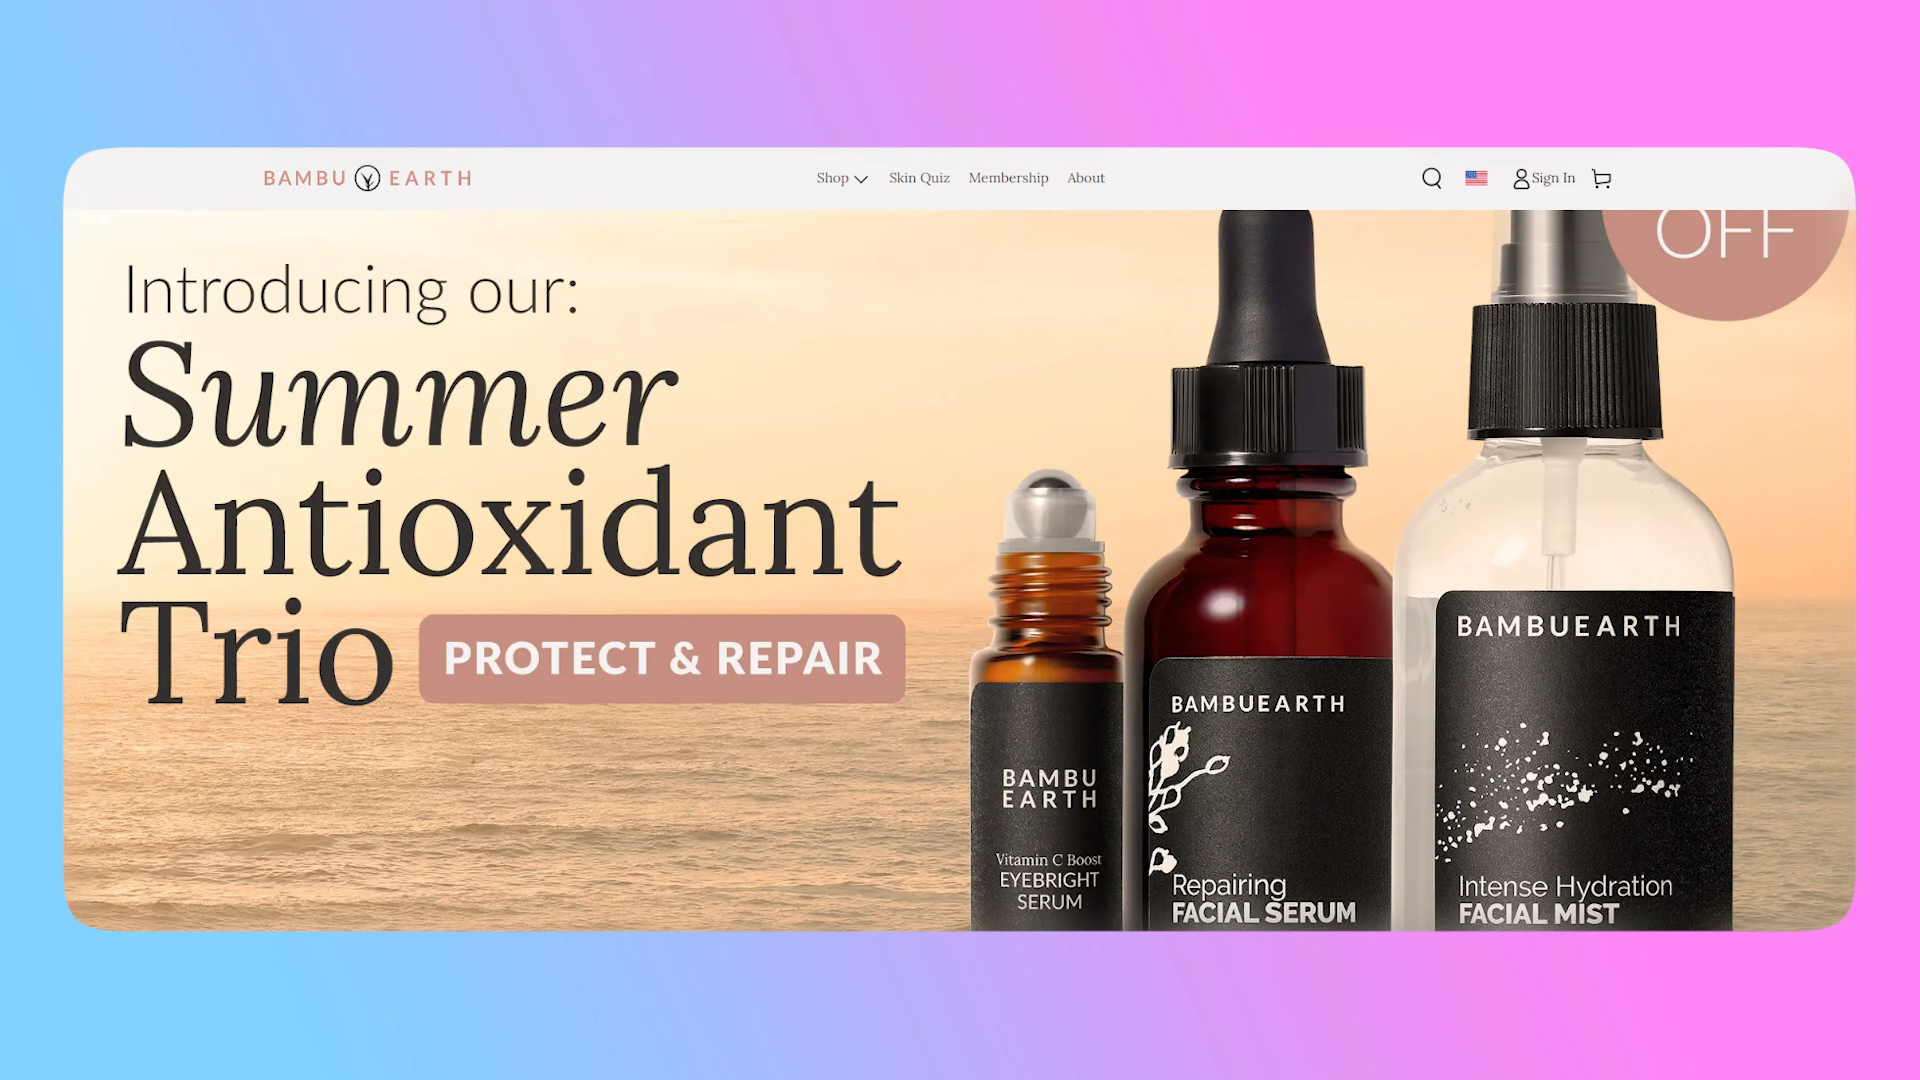 BAMBU EARTH
Shop
Skin Quiz
Membership
About
Sign In
OFF
Introducing our:
Summer
Antioxidant
Trio
PROTECT & REPAIR
BAMBU
EARTH
Vitamin C Boost
EYEBRIGHT
SERUM
BAMBUEARTH
Repairing
FACIAL SERUM
BAMBUEARTH
Intense Hydration
FACIAL MIST